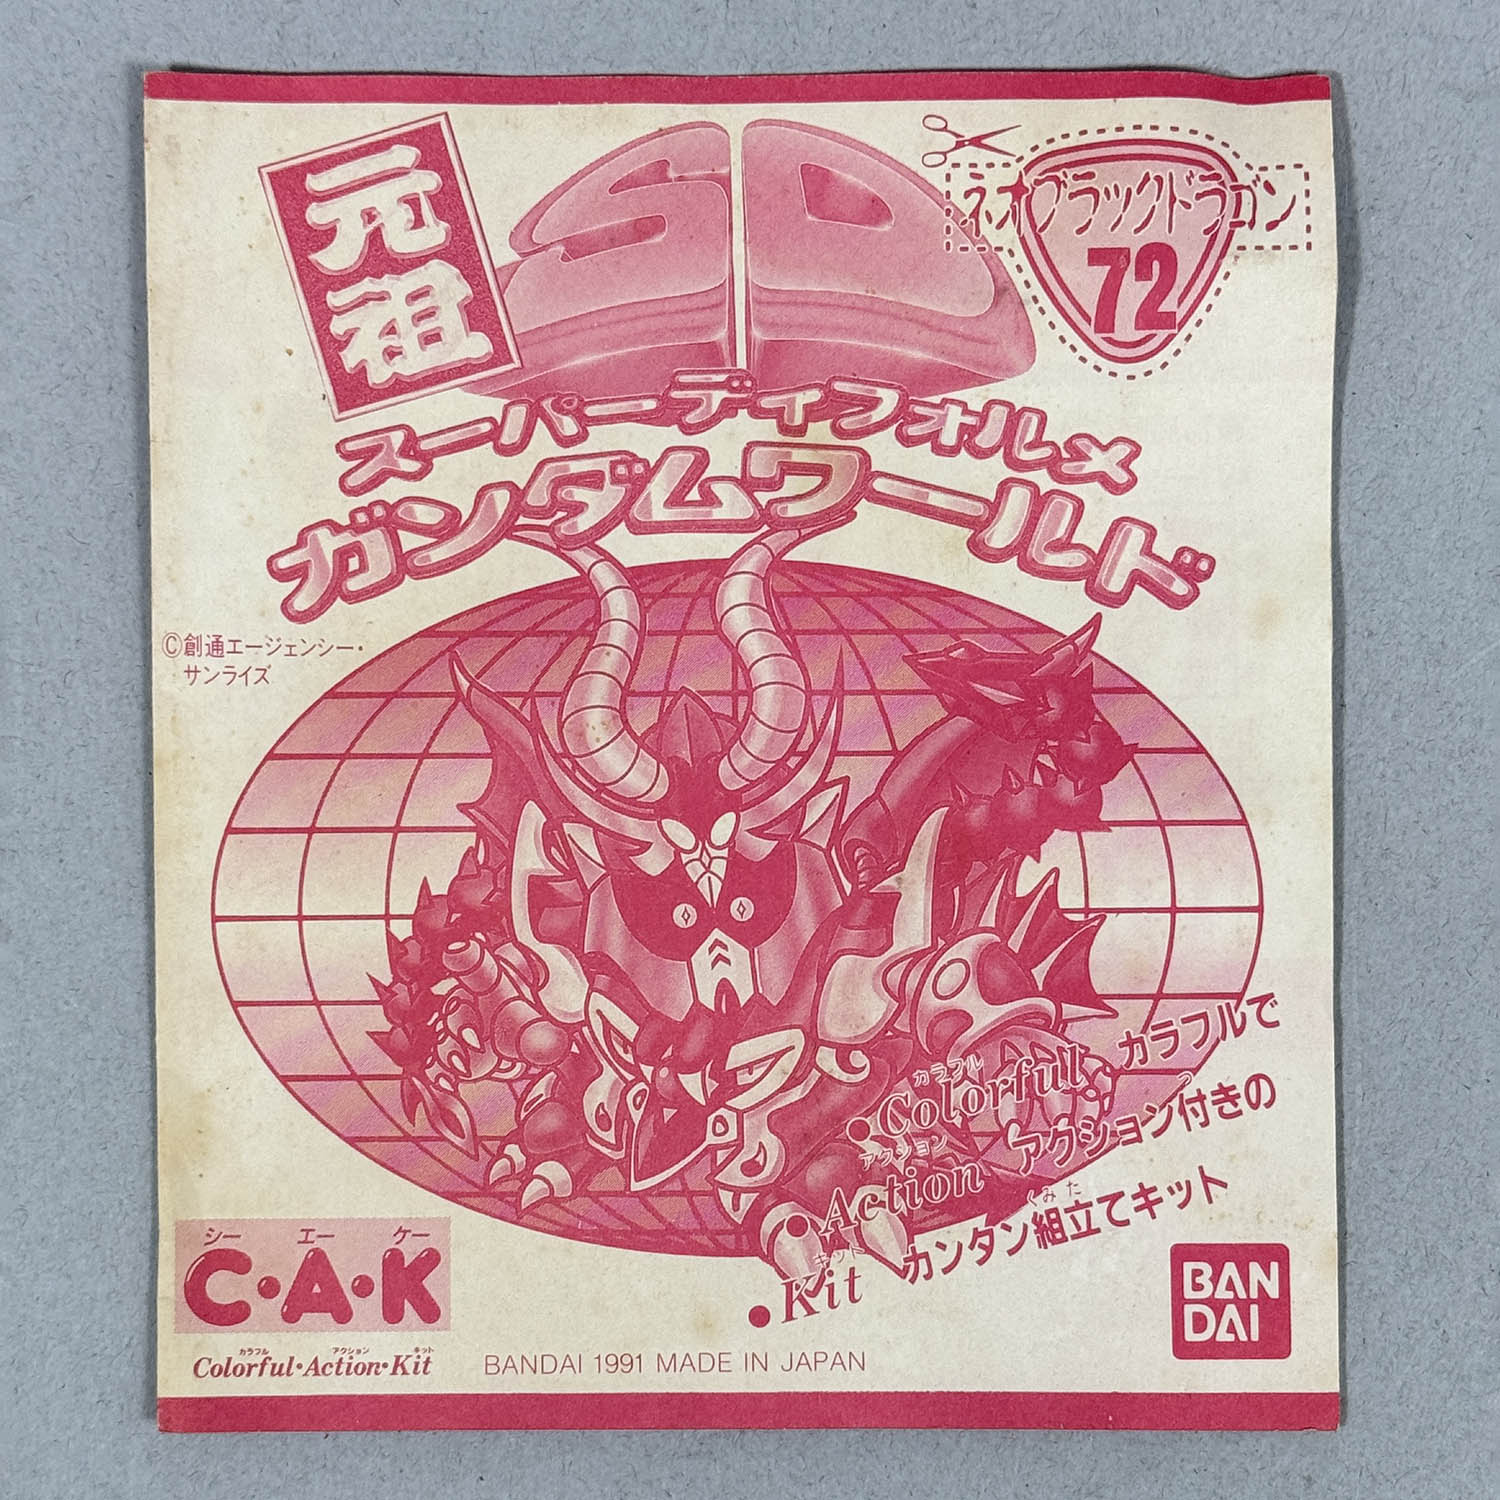 元祖
SD
ネオブラックドラゴン
72
スーパーディフォルメ
ガンダムワールド
©創通エージェンシー・
サンライズ
カラフル
●Colorful カラフルで
アクション
●Action アクション付きの
キット くみた
●Kit カンタン組立てキット
シー エー ケー
C・A・K
カラフル アクション キット
Colorful・Action・Kit
BANDAI 1991 MADE IN JAPAN
BAN
DAI